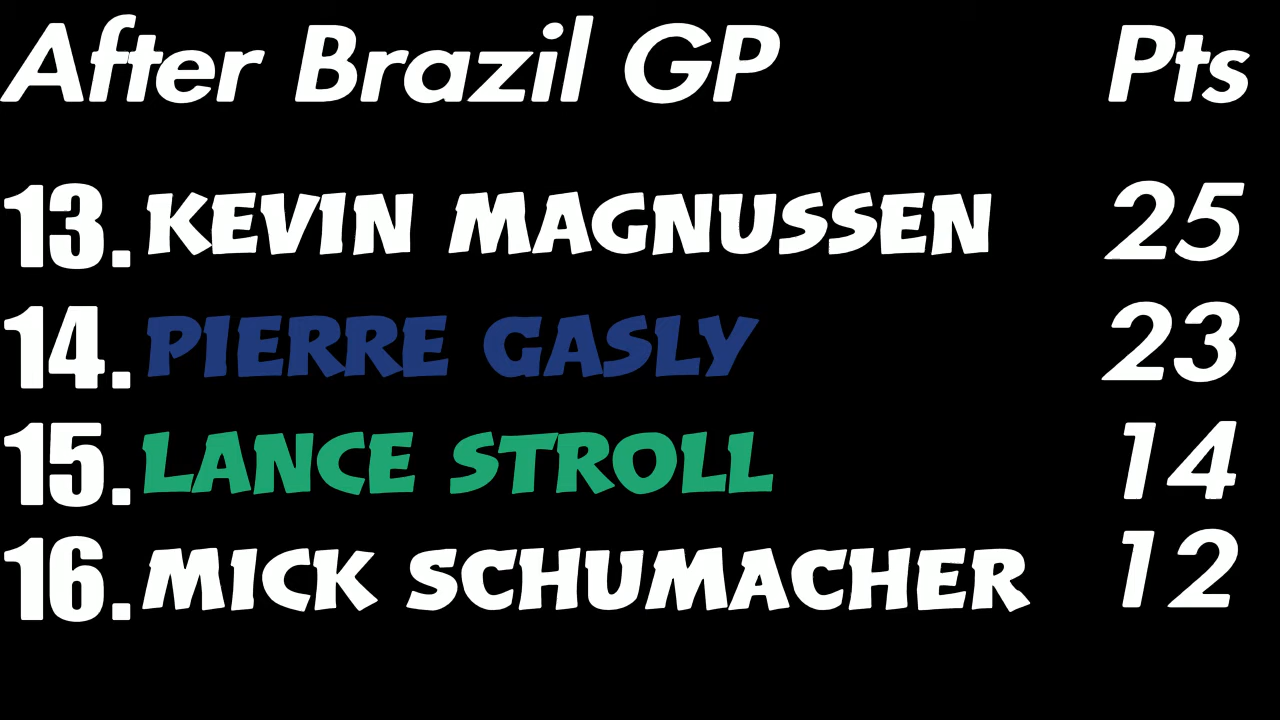 After Brazil GP Pts
13. KEVIN MAGNUSSEN 25
14. PIERRE GASLY 23
15. LANCE STROLL 14
16. MICK SCHUMACHER 12